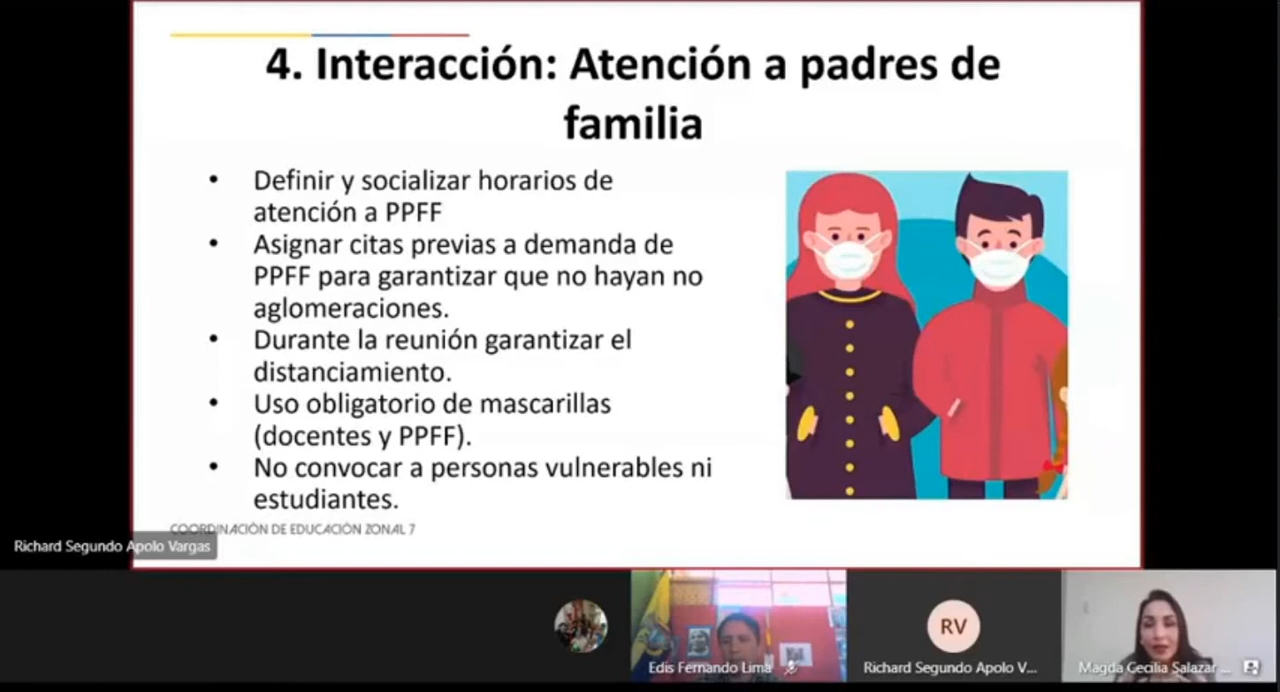 4. Interacción: Atención a padres de
familia
• Definir y socializar horarios de
atención a PPFF
• Asignar citas previas a demanda de
PPFF para garantizar que no hayan no
aglomeraciones.
• Durante la reunión garantizar el
distanciamiento.
• Uso obligatorio de mascarillas
(docentes y PPFF).
• No convocar a personas vulnerables ni
estudiantes.
COORDINACIÓN DE EDUCACIÓN ZONAL 7
Richard Segundo Apolo Vargas
RV
Edis Fernando Lima
Richard Segundo Apolo V...
Magda Cecilia Salazar ...